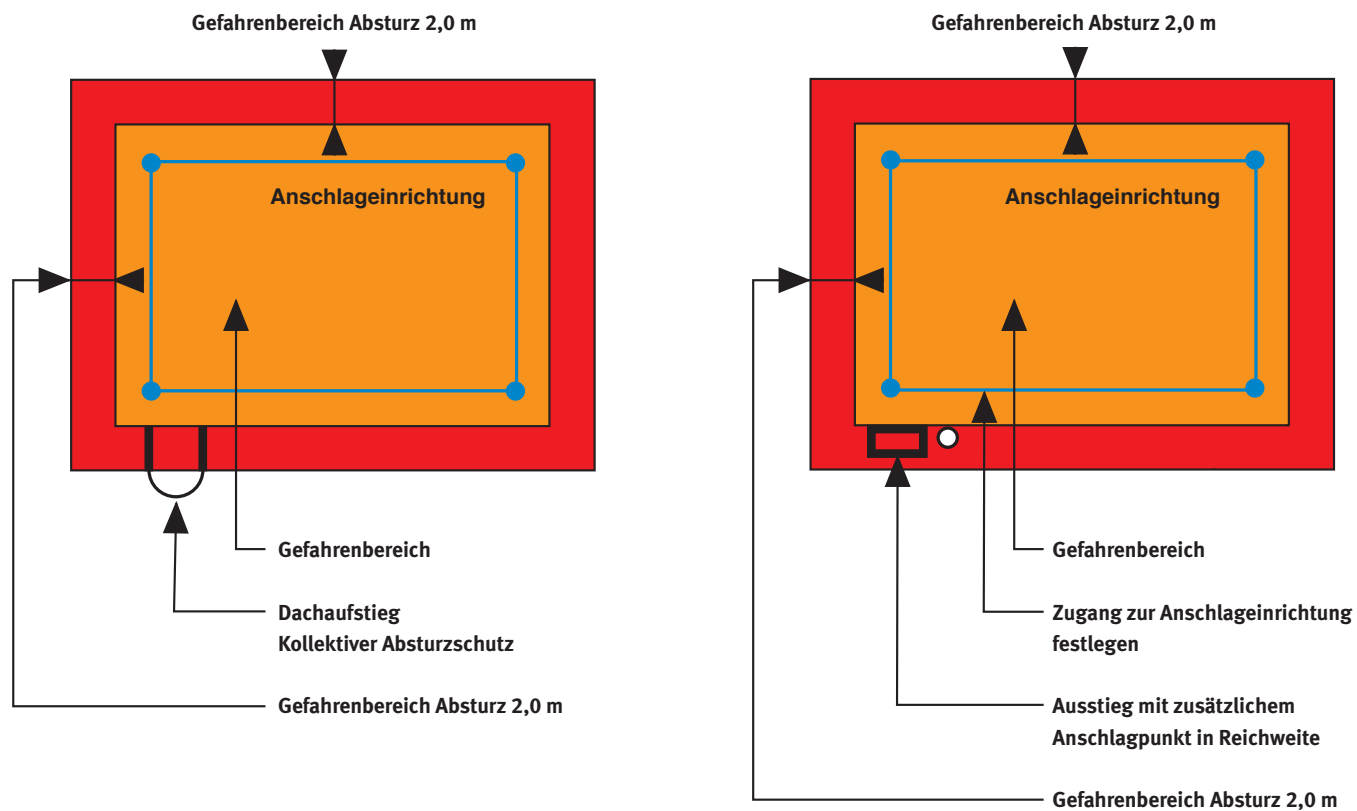 Gefahrenbereich Absturz 2,0 m
Anschlageinrichtung
Gefahrenbereich
Dachaufstieg
Kollektiver Absturzschutz
Gefahrenbereich Absturz 2,0 m
Gefahrenbereich Absturz 2,0 m
Anschlageinrichtung
Gefahrenbereich
Zugang zur Anschlageinrichtung
festlegen
Ausstieg mit zusätzlichem
Anschlagpunkt in Reichweite
Gefahrenbereich Absturz 2,0 m